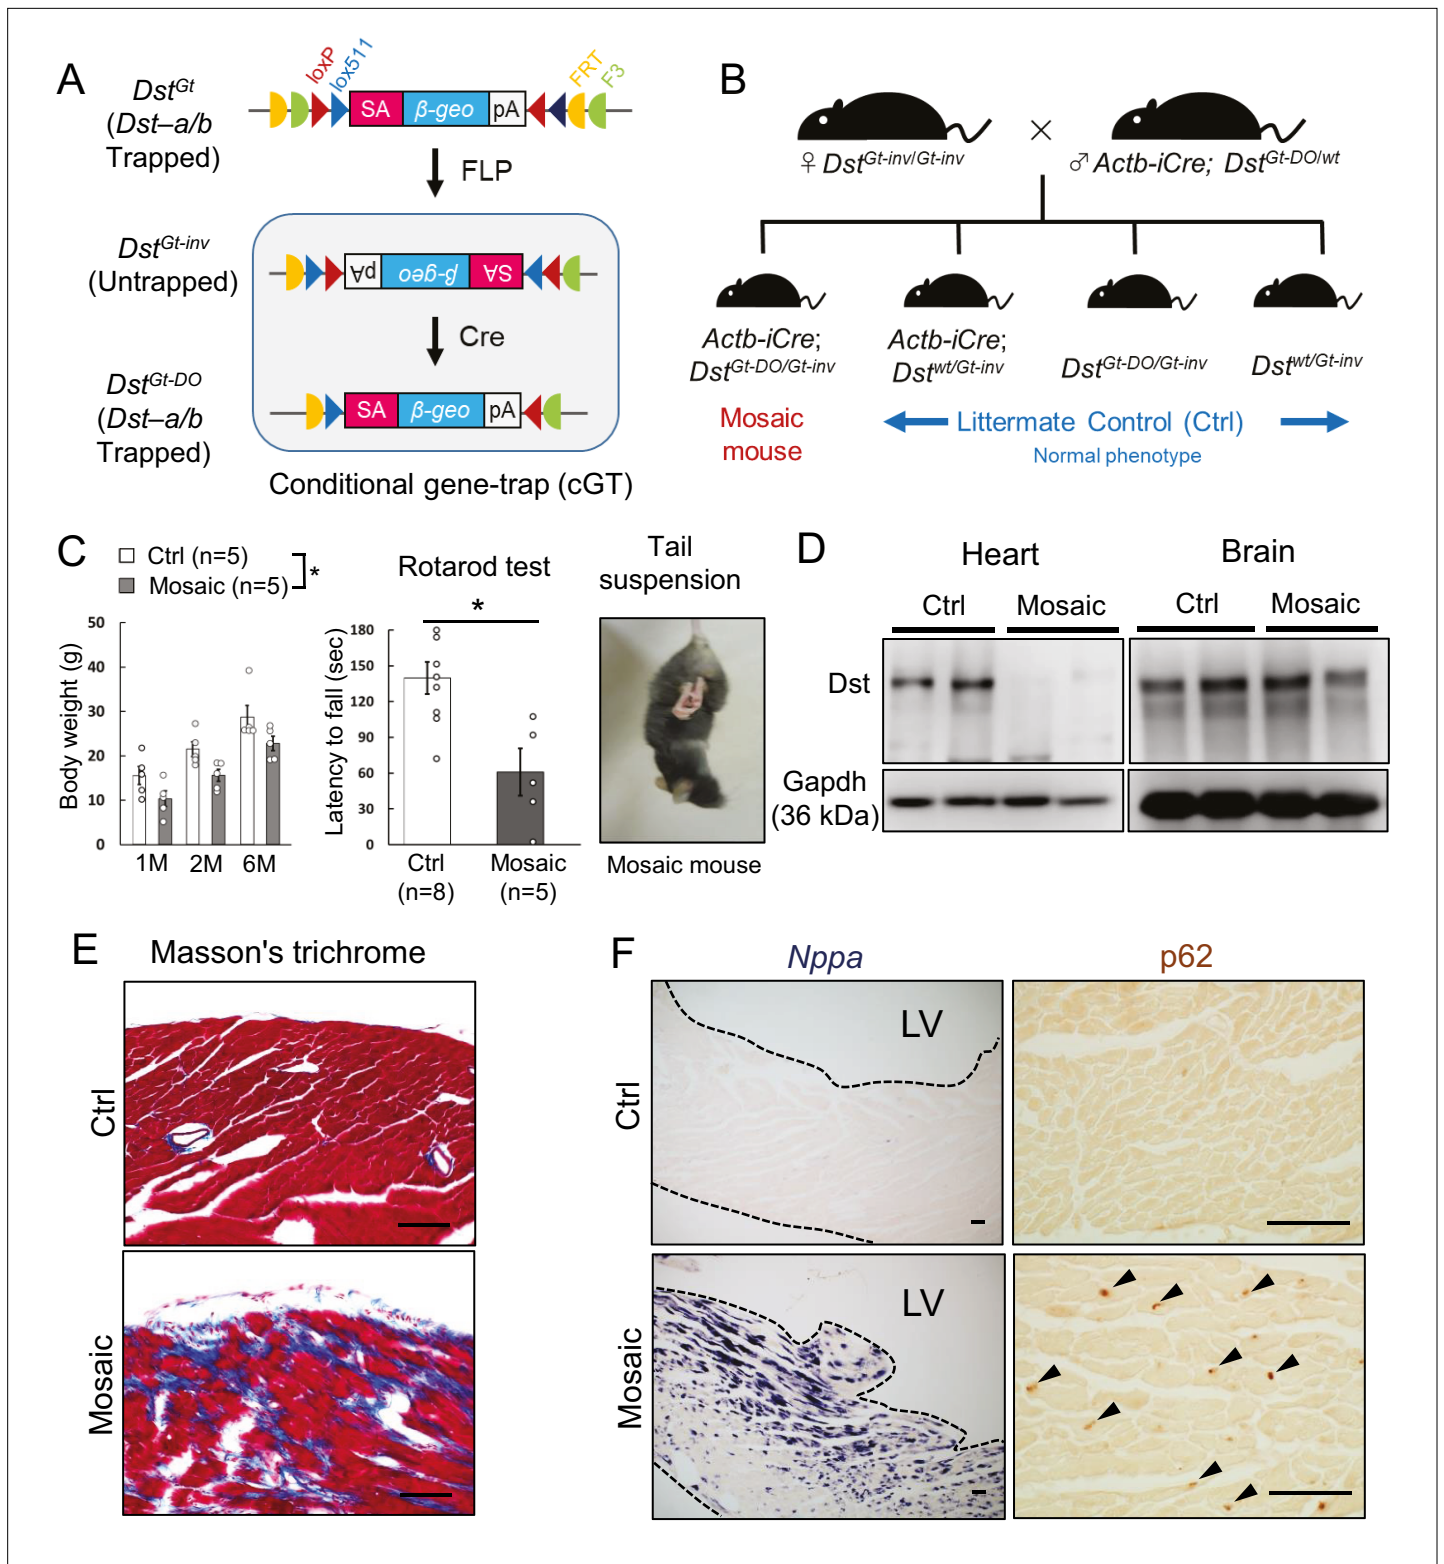 A
Dst^Gt
(Dst–a/b
Trapped)
loxP
lox511
FRT
F3
SA
β-geo
pA
FLP
Dst^Gt-inv
(Untrapped)
pA
β-geo
SA
Cre
Dst^Gt-DO
(Dst–a/b
Trapped)
SA
β-geo
pA
Conditional gene-trap (cGT)
B
♀ Dst^Gt-inv/Gt-inv
×
♂ Actb-iCre; Dst^Gt-DO/wt
Actb-iCre;
Dst^Gt-DO/Gt-inv
Actb-iCre;
Dst^wt/Gt-inv
Dst^Gt-DO/Gt-inv
Dst^wt/Gt-inv
Mosaic
mouse
Littermate Control (Ctrl)
Normal phenotype
C
Ctrl (n=5)
Mosaic (n=5)
*
Body weight (g)
50
40
30
20
10
0
1M 2M 6M
Rotarod test
*
Latency to fall (sec)
180
150
120
90
60
30
0
Ctrl
(n=8)
Mosaic
(n=5)
Tail
suspension
Mosaic mouse
D
Heart
Brain
Ctrl Mosaic
Ctrl Mosaic
Dst
Gapdh
(36 kDa)
E
Masson's trichrome
Ctrl
Mosaic
F
Nppa
p62
Ctrl
LV
Mosaic
LV